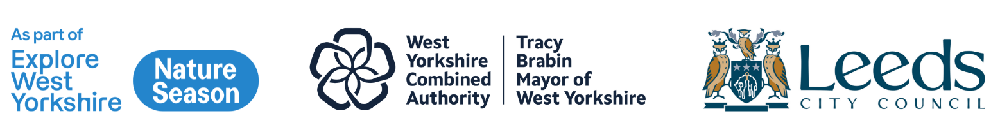 As part of
Explore
West
Yorkshire
Nature
Season
West
Yorkshire
Combined
Authority
Tracy
Brabin
Mayor of
West Yorkshire
Leeds
CITY COUNCIL